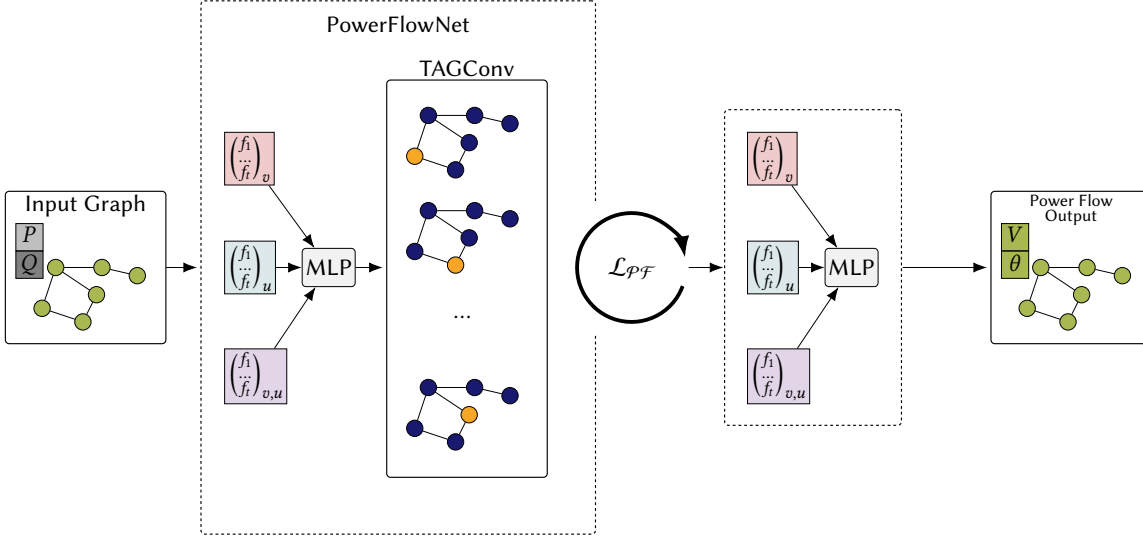 PowerFlowNet
TAGConv
Input Graph
P
Q
f₁
...
fₜ
v
f₁
...
fₜ
u
f₁
...
fₜ
v,u
MLP
...
ℒ𝒫ℱ
f₁
...
fₜ
v
f₁
...
fₜ
u
f₁
...
fₜ
v,u
MLP
Power Flow
Output
V
θ